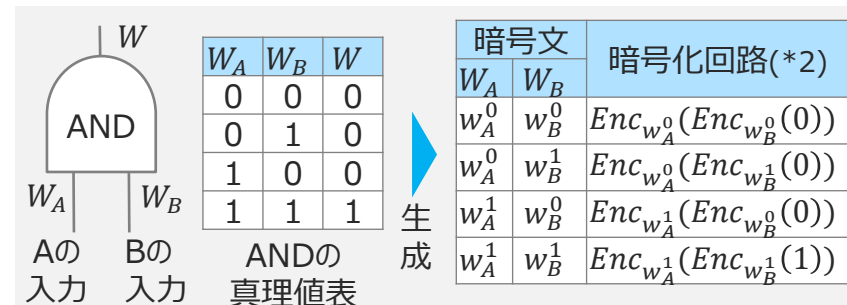 W
AND
W_A W_B
Aの Bの
入力 入力
W_A W_B W
0 0 0
0 1 0
1 0 0
1 1 1
ANDの
真理値表
生
成
暗号文 暗号化回路(*2)
W_A W_B
w_A^0 w_B^0 Enc_{w_A^0}(Enc_{w_B^0}(0))
w_A^0 w_B^1 Enc_{w_A^0}(Enc_{w_B^1}(0))
w_A^1 w_B^0 Enc_{w_A^1}(Enc_{w_B^0}(0))
w_A^1 w_B^1 Enc_{w_A^1}(Enc_{w_B^1}(1))